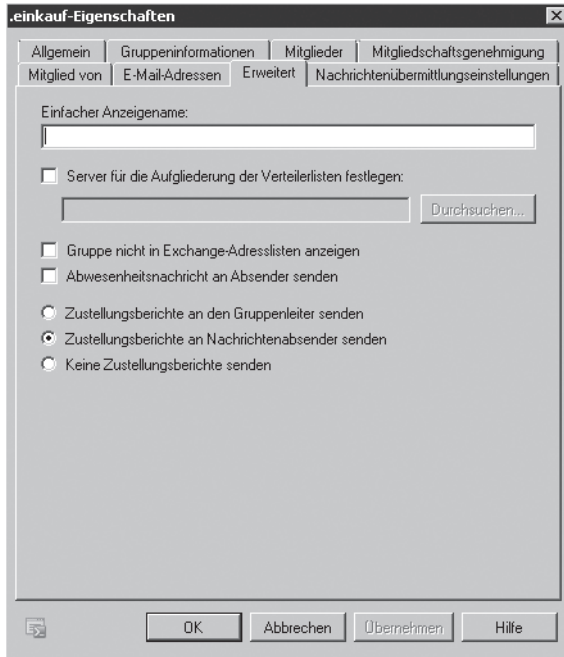 .einkauf-Eigenschaften
Allgemein Gruppeninformationen Mitglieder Mitgliedschaftsgenehmigung
Mitglied von E-Mail-Adressen Erweitert Nachrichtenübermittlungseinstellungen
Einfacher Anzeigename:
Server für die Aufgliederung der Verteilerlisten festlegen:
Durchsuchen...
Gruppe nicht in Exchange-Adresslisten anzeigen
Abwesenheitsnachricht an Absender senden
Zustellungsberichte an den Gruppenleiter senden
Zustellungsberichte an Nachrichtenabsender senden
Keine Zustellungsberichte senden
OK Abbrechen Übernehmen Hilfe